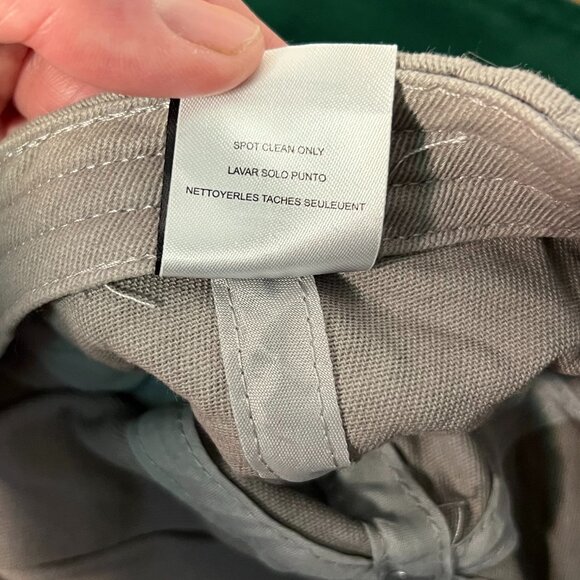 SPOT CLEAN ONLY
LAVAR SOLO PUNTO
NETTOYERLES TACHES SEULEUENT